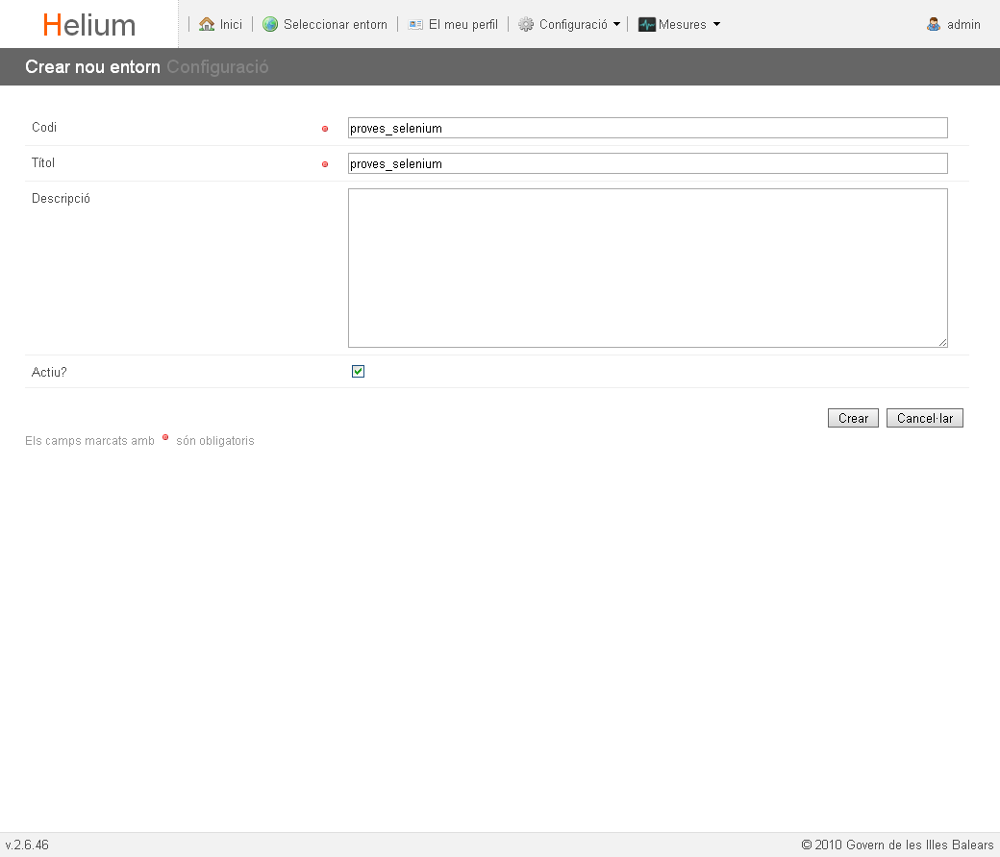 Helium Inici Seleccionar entorn El meu perfil Configuració Mesures admin
Crear nou entorn Configuració
Codi proves_selenium
Títol proves_selenium
Descripció
Actiu?
Crear Cancel·lar
Els camps marcats amb són obligatoris
v.2.6.46 © 2010 Govern de les Illes Balears